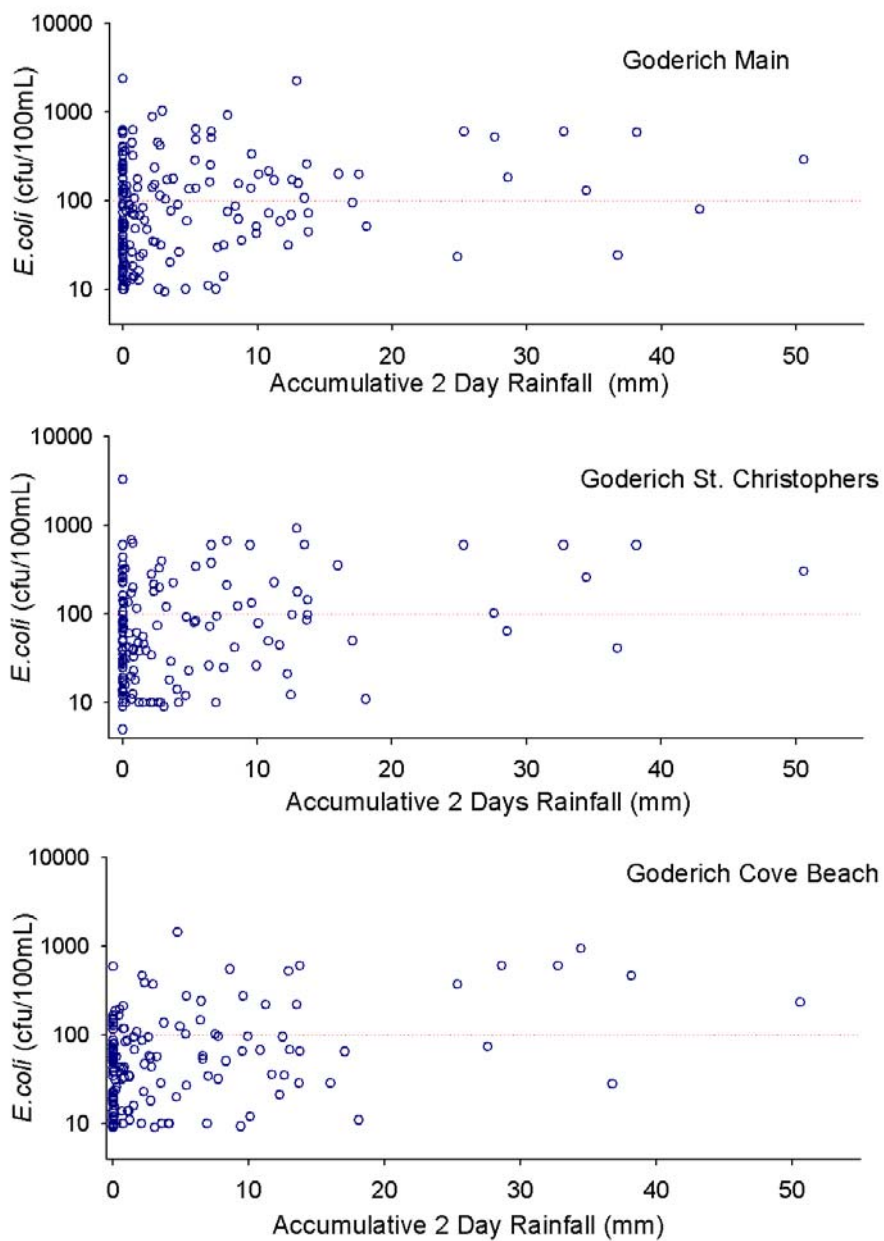 10000
Goderich Main
1000
100
10
E.coli (cfu/100mL)
0 10 20 30 40 50
Accumulative 2 Day Rainfall (mm)
10000
Goderich St. Christophers
1000
100
10
E.coli (cfu/100mL)
0 10 20 30 40 50
Accumulative 2 Days Rainfall (mm)
10000
Goderich Cove Beach
1000
100
10
E.coli (cfu/100mL)
0 10 20 30 40 50
Accumulative 2 Day Rainfall (mm)